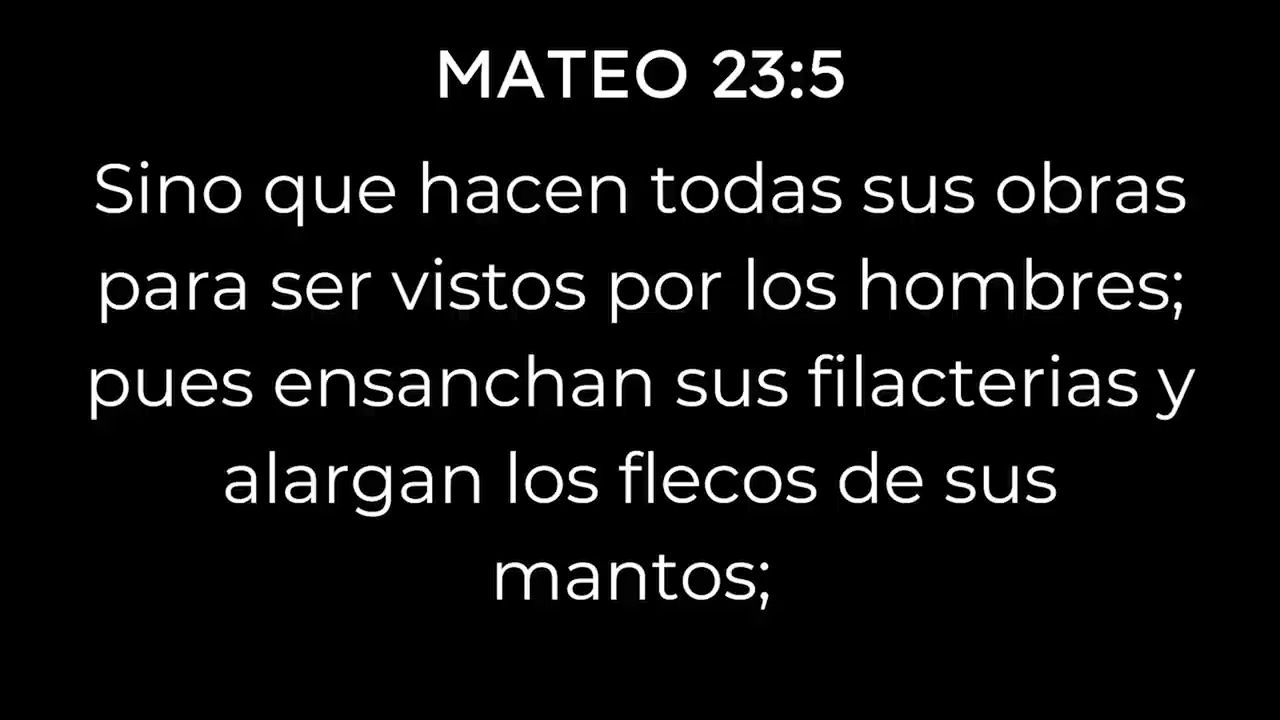 MATEO 23:5
Sino que hacen todas sus obras
para ser vistos por los hombres;
pues ensanchan sus filacterias y
alargan los flecos de sus
mantos;